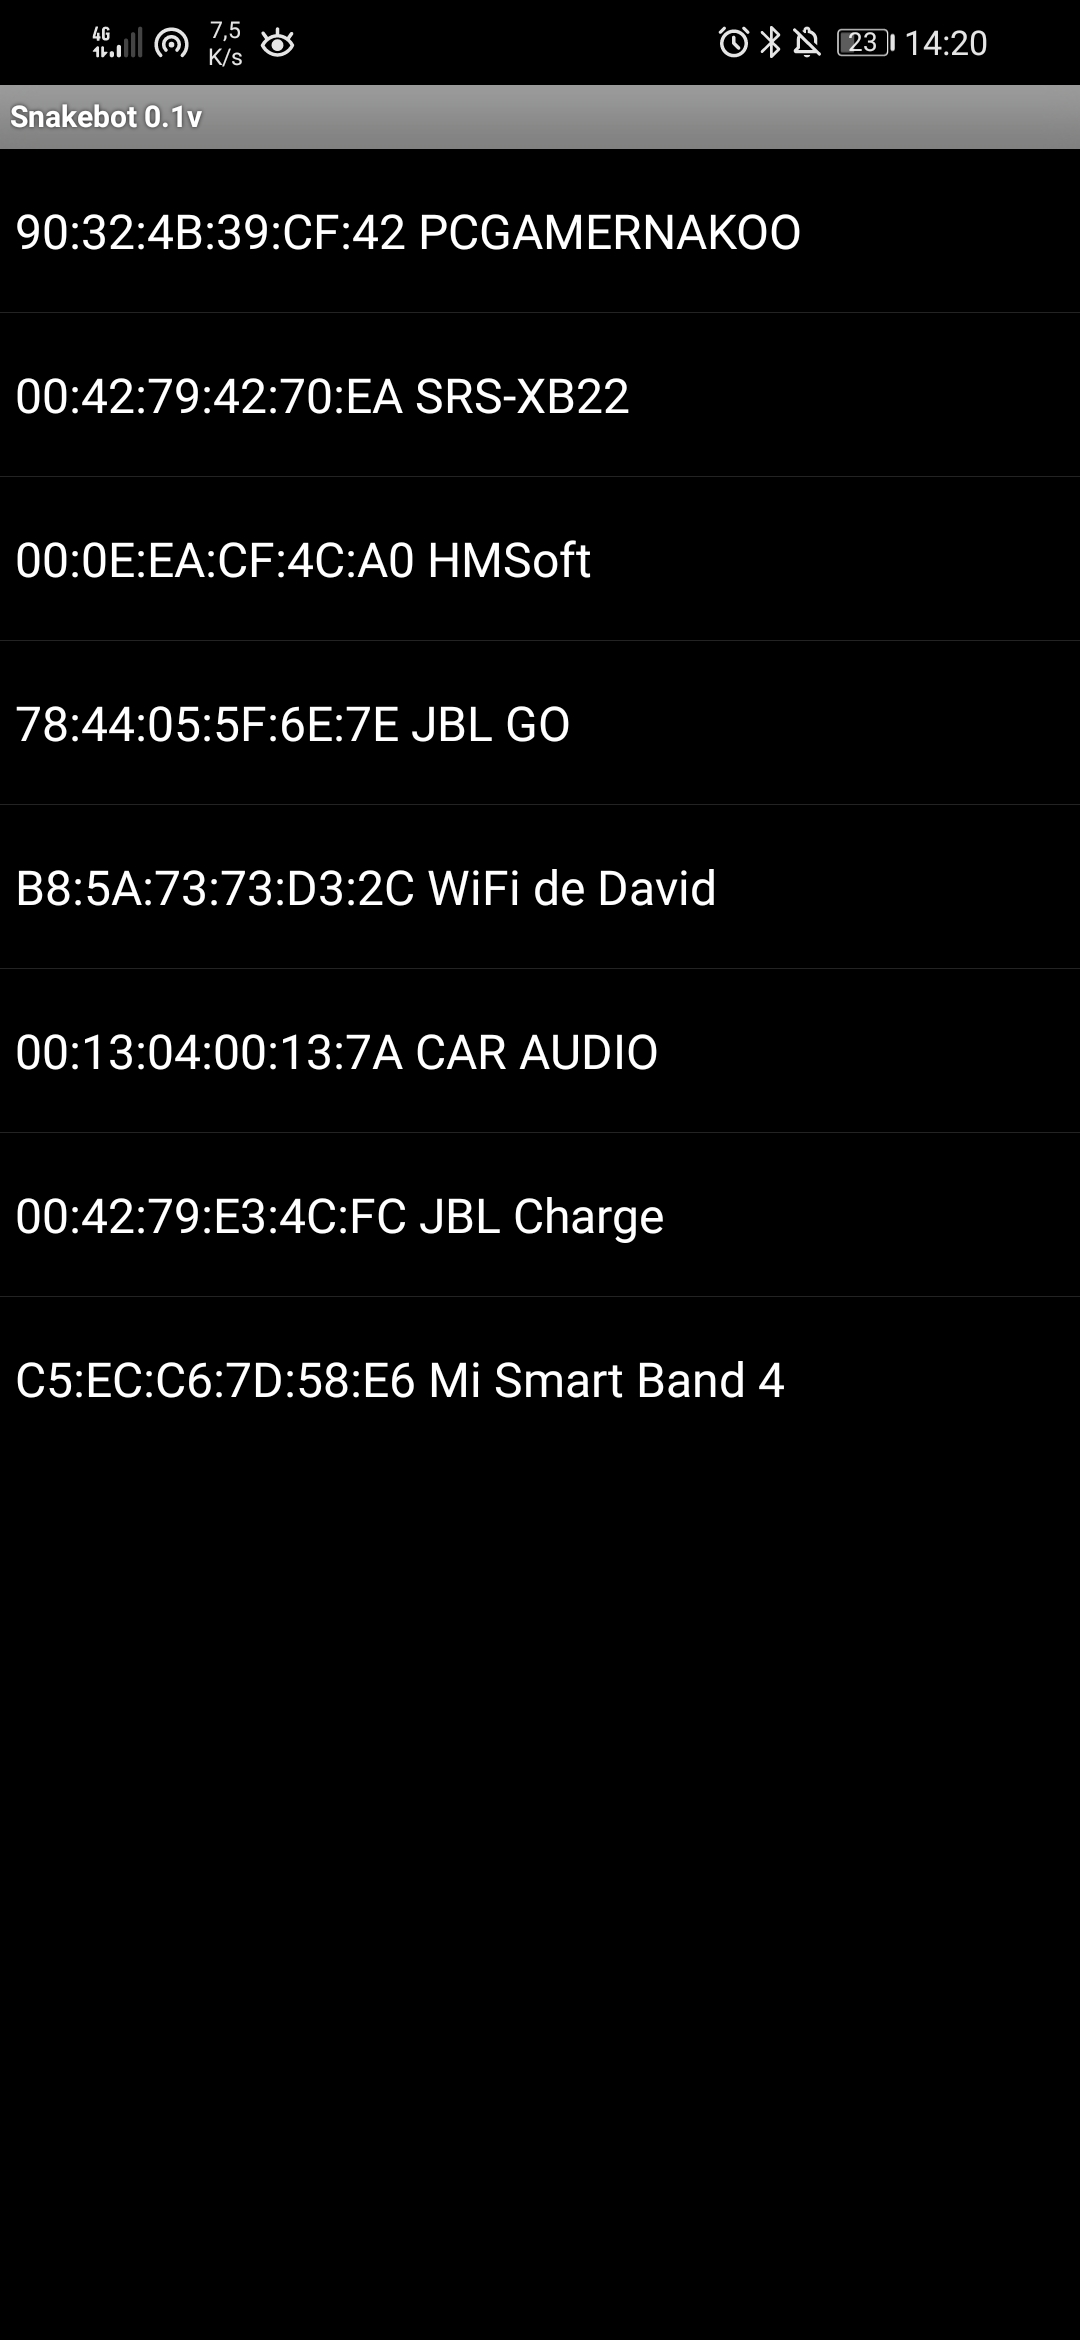 4G
7,5
K/s
23
14:20
Snakebot 0.1v
90:32:4B:39:CF:42 PCGAMERNAKOO
00:42:79:42:70:EA SRS-XB22
00:0E:EA:CF:4C:A0 HMSoft
78:44:05:5F:6E:7E JBL GO
B8:5A:73:73:D3:2C WiFi de David
00:13:04:00:13:7A CAR AUDIO
00:42:79:E3:4C:FC JBL Charge
C5:EC:C6:7D:58:E6 Mi Smart Band 4